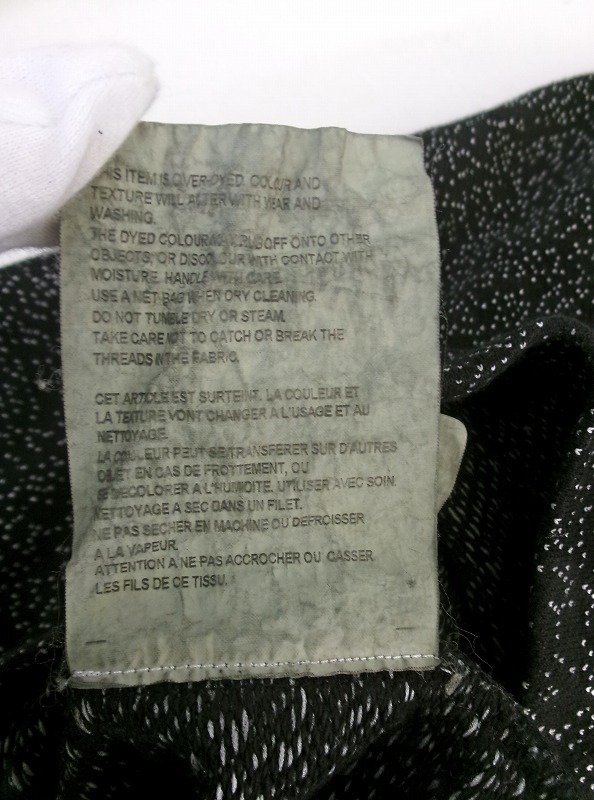 THIS ITEM IS OVER-DYED. COLOUR AND
TEXTURE WILL ALTER WITH WEAR AND
WASHING.
THE DYED COLOUR MAY RUB OFF ONTO OTHER
OBJECTS, OR DISCOLOUR WITH CONTACT WITH
MOISTURE. HANDLE WITH CARE.
USE A NET BAG WHEN DRY CLEANING.
DO NOT TUMBLE DRY OR STEAM.
TAKE CARE NOT TO CATCH OR BREAK THE
THREADS IN THE FABRIC.
CET ARTICLE EST SURTEINT. LA COULEUR ET
LA TEXTURE VONT CHANGER A L'USAGE ET AU
NETTOYAGE.
LA COULEUR PEUT SE TRANSFERER SUR D'AUTRES
OBJET EN CAS DE FROTTEMENT, OU
SE DECOLORER A L'HUMIDITE. UTILISER AVEC SOIN.
NETTOYAGE A SEC DANS UN FILET.
NE PAS SECHER EN MACHINE OU DEFROISSER
A LA VAPEUR.
ATTENTION A NE PAS ACCROCHER OU CASSER
LES FILS DE CE TISSU.